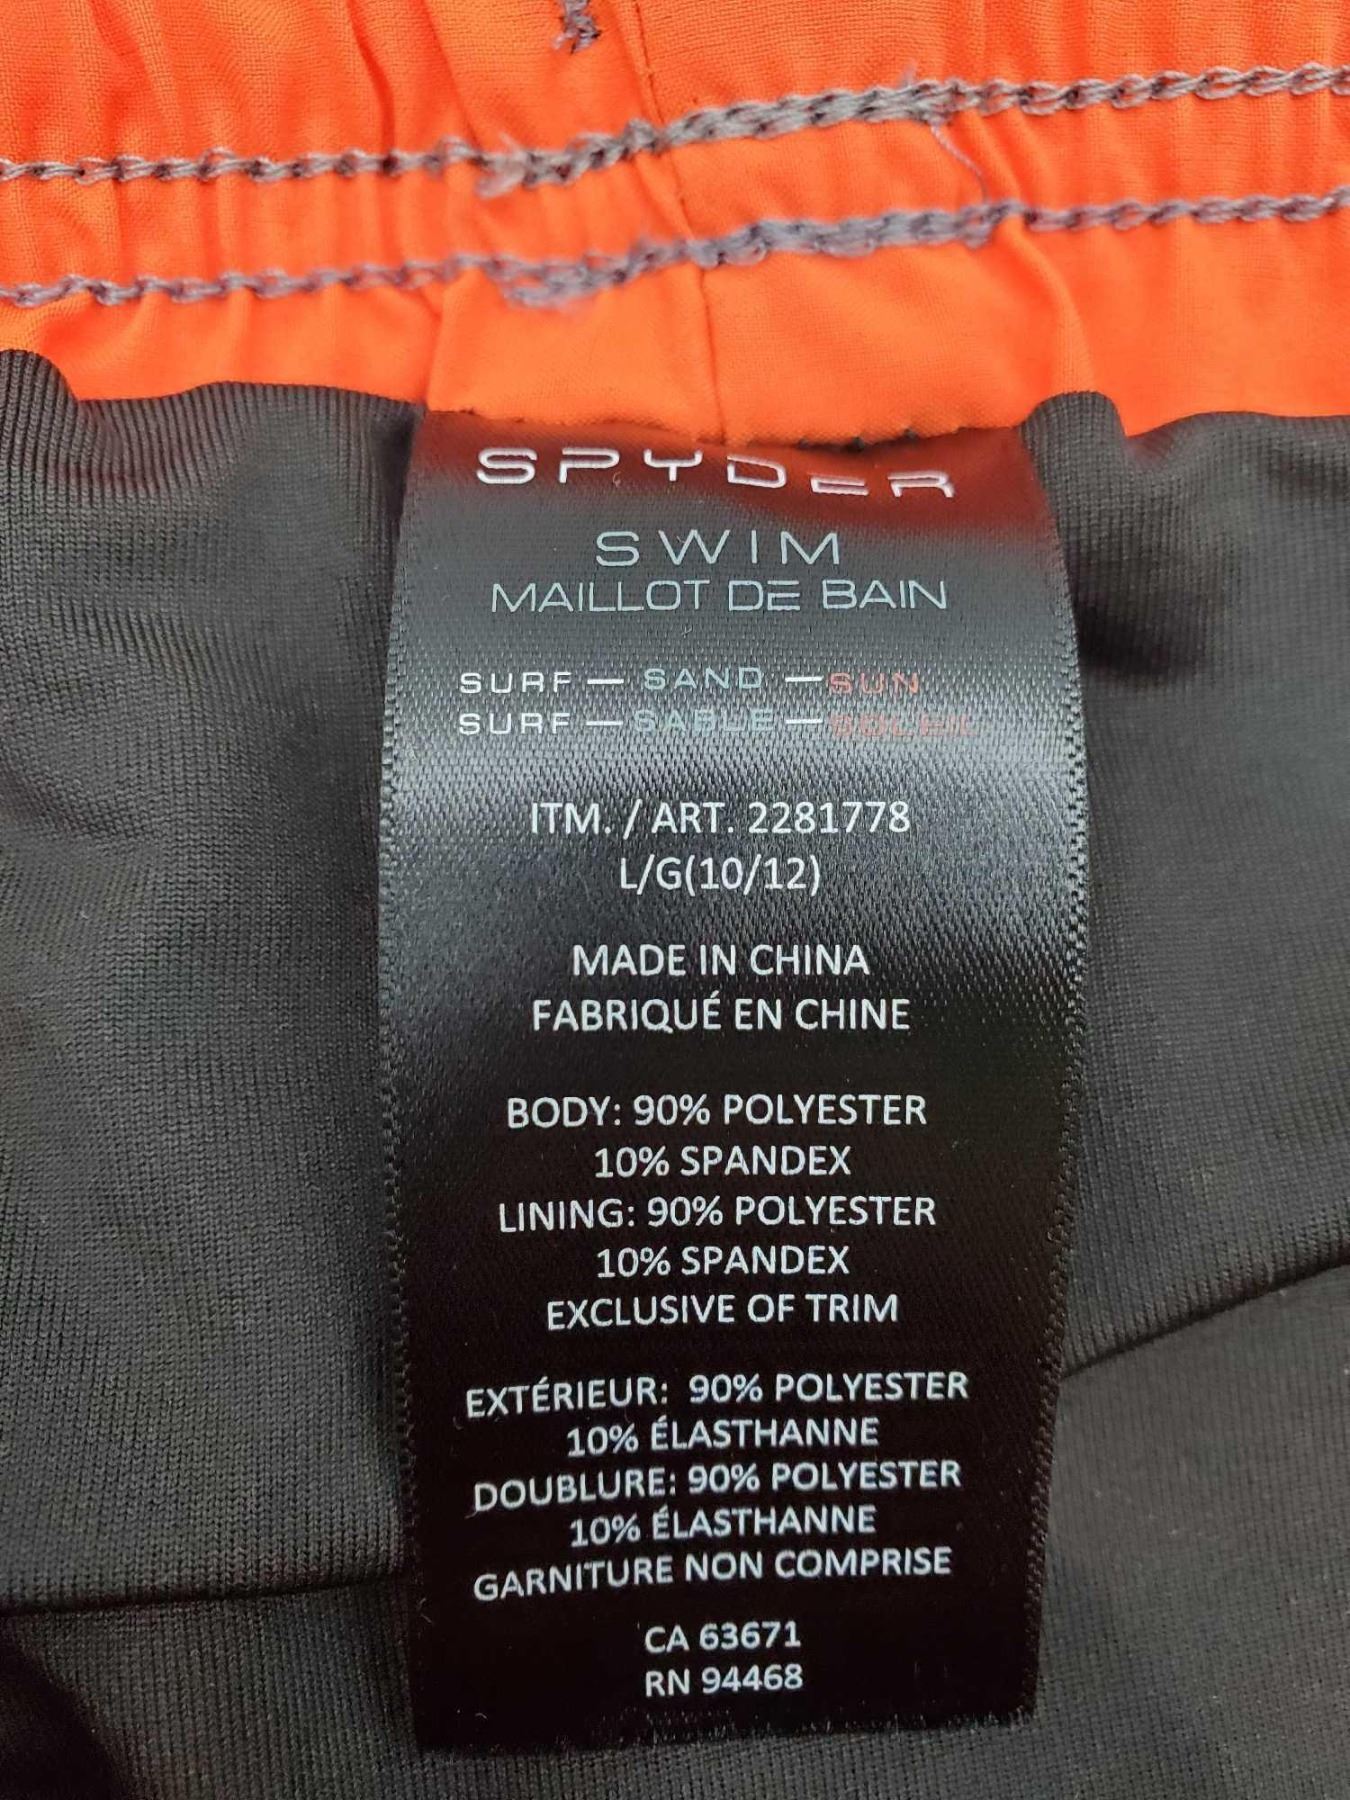 SPYDER
SWIM
MAILLOT DE BAIN
SURF — SAND — SUN
SURF — SABLE — SOLEIL
ITM. / ART. 2281778
L/G(10/12)
MADE IN CHINA
FABRIQUÉ EN CHINE
BODY: 90% POLYESTER
10% SPANDEX
LINING: 90% POLYESTER
10% SPANDEX
EXCLUSIVE OF TRIM
EXTÉRIEUR: 90% POLYESTER
10% ÉLASTHANNE
DOUBLURE: 90% POLYESTER
10% ÉLASTHANNE
GARNITURE NON COMPRISE
CA 63671
RN 94468